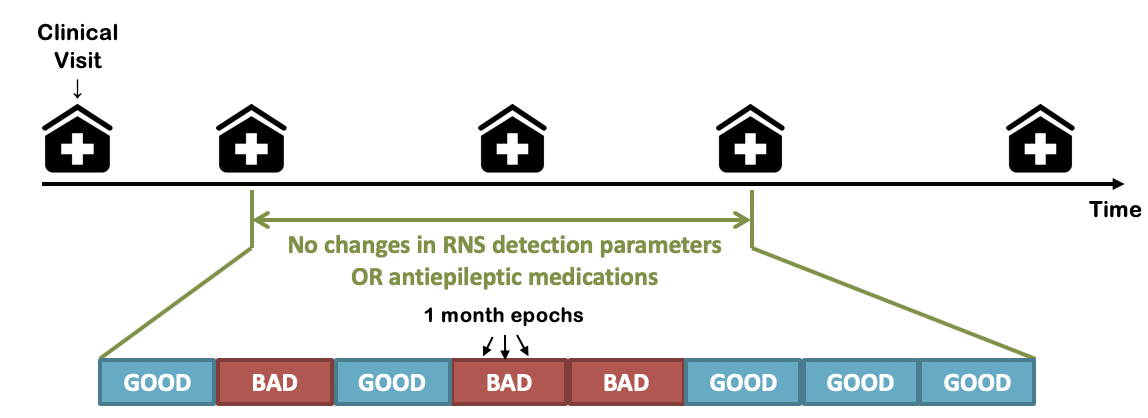 Clinical
Visit
Time
No changes in RNS detection parameters
OR antiepileptic medications
1 month epochs
GOOD BAD GOOD BAD BAD GOOD GOOD GOOD